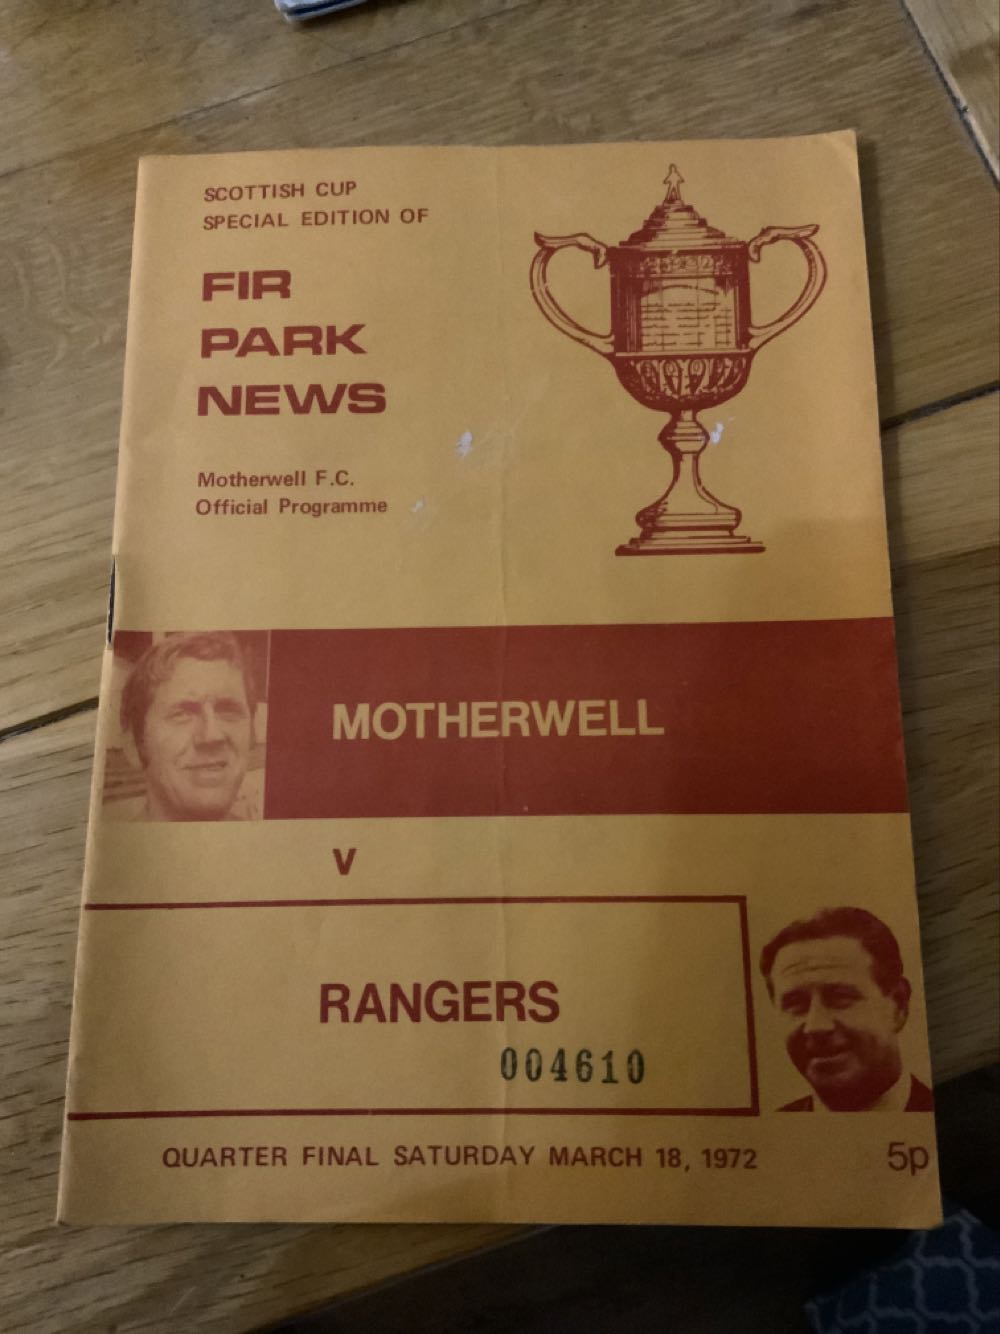 SCOTTISH CUP
SPECIAL EDITION OF
FIR
PARK
NEWS
Motherwell F.C.
Official Programme
MOTHERWELL
v
RANGERS
004610
QUARTER FINAL SATURDAY MARCH 18, 1972
5p